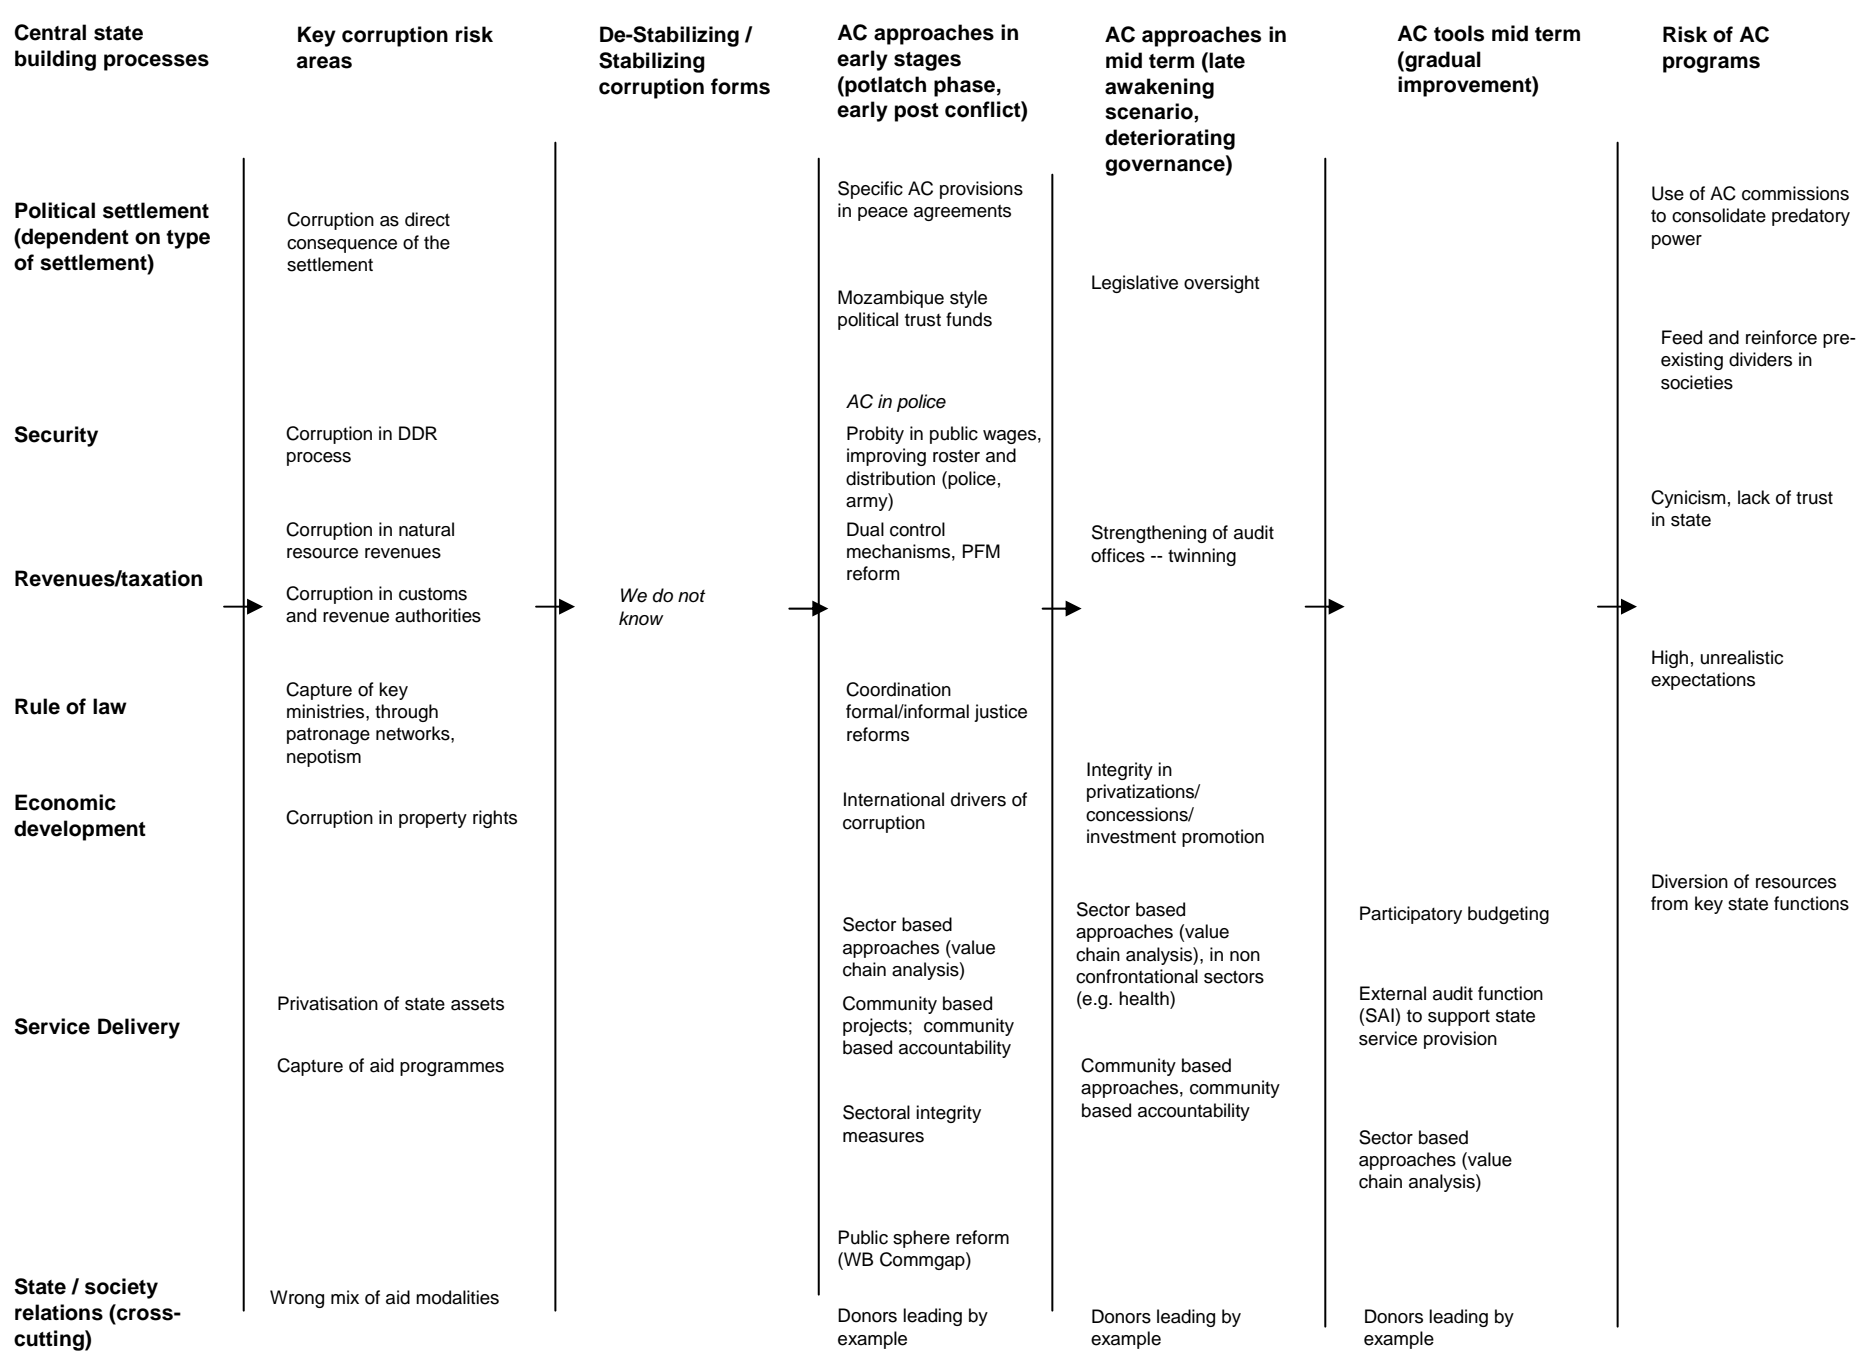 Central state
building processes
Key corruption risk
areas
De-Stabilizing /
Stabilizing
corruption forms
AC approaches in
early stages
(potlatch phase,
early post conflict)
AC approaches in
mid term (late
awakening
scenario,
deteriorating
governance)
AC tools mid term
(gradual
improvement)
Risk of AC
programs
Political settlement
(dependent on type
of settlement)
Security
Revenues/taxation
Rule of law
Economic
development
Service Delivery
State / society
relations (cross-
cutting)
Corruption as direct
consequence of the
settlement
Corruption in DDR
process
Corruption in natural
resource revenues
Corruption in customs
and revenue authorities
Capture of key
ministries, through
patronage networks,
nepotism
Corruption in property rights
Privatisation of state assets
Capture of aid programmes
Wrong mix of aid modalities
We do not
know
Specific AC provisions
in peace agreements
Mozambique style
political trust funds
AC in police
Probity in public wages,
improving roster and
distribution (police,
army)
Dual control
mechanisms, PFM
reform
Coordination
formal/informal justice
reforms
International drivers of
corruption
Sector based
approaches (value
chain analysis)
Community based
projects; community
based accountability
Sectoral integrity
measures
Public sphere reform
(WB Commgap)
Donors leading by
example
Legislative oversight
Strengthening of audit
offices -- twinning
Integrity in
privatizations/
concessions/
investment promotion
Sector based
approaches (value
chain analysis), in non
confrontational sectors
(e.g. health)
Community based
approaches, community
based accountability
Donors leading by
example
Participatory budgeting
External audit function
(SAI) to support state
service provision
Sector based
approaches (value
chain analysis)
Donors leading by
example
Use of AC commissions
to consolidate predatory
power
Feed and reinforce pre-
existing dividers in
societies
Cynicism, lack of trust
in state
High, unrealistic
expectations
Diversion of resources
from key state functions